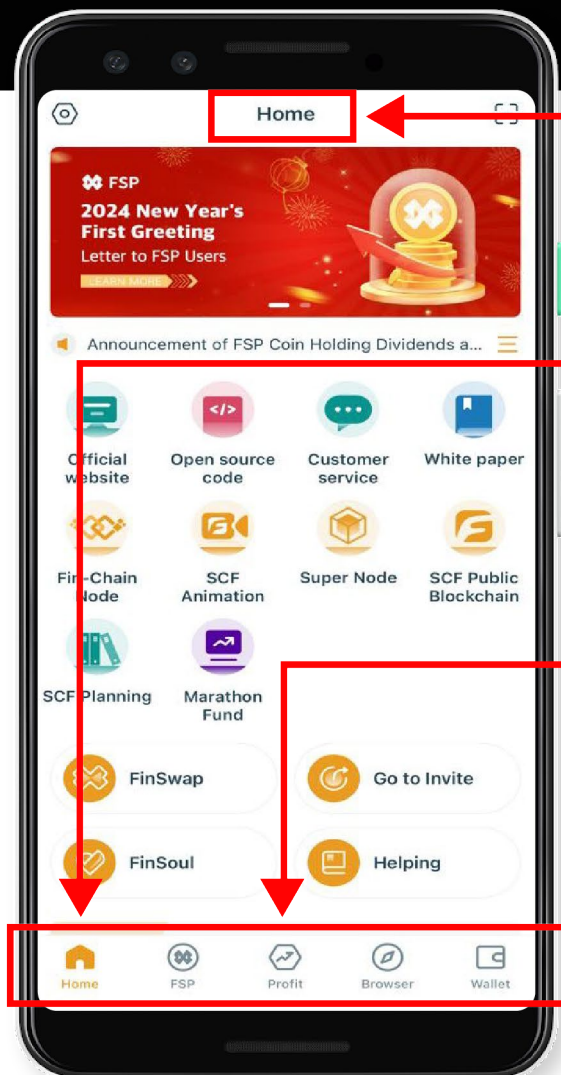 Home
FSP
2024 New Year's
First Greeting
Letter to FSP Users
LEARN MORE
Announcement of FSP Coin Holding Dividends a...
Official
website
Open source
code
Customer
service
White paper
Fin-Chain
Node
SCF
Animation
Super Node
SCF Public
Blockchain
SCF Planning
Marathon
Fund
FinSwap
Go to Invite
FinSoul
Helping
Home
FSP
Profit
Browser
Wallet